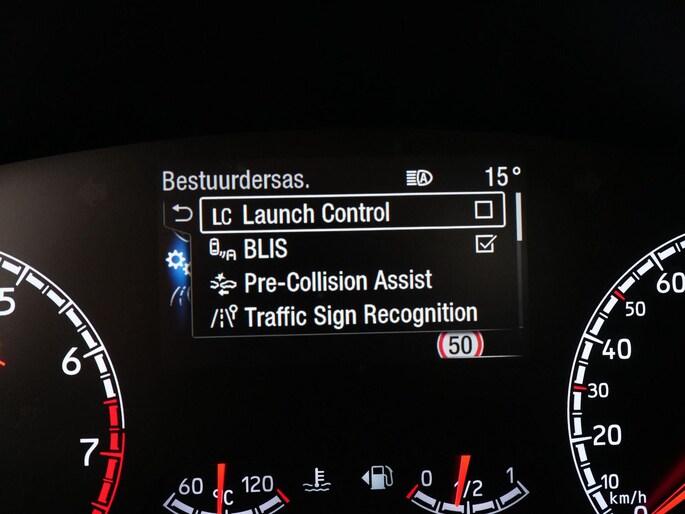 Bestuurdersas. 15°
LC Launch Control
BLIS
Pre-Collision Assist
Traffic Sign Recognition
50
5
6
7
60 °C 120
0 1/2 1
60
50
40
30
20
10
km/h
0